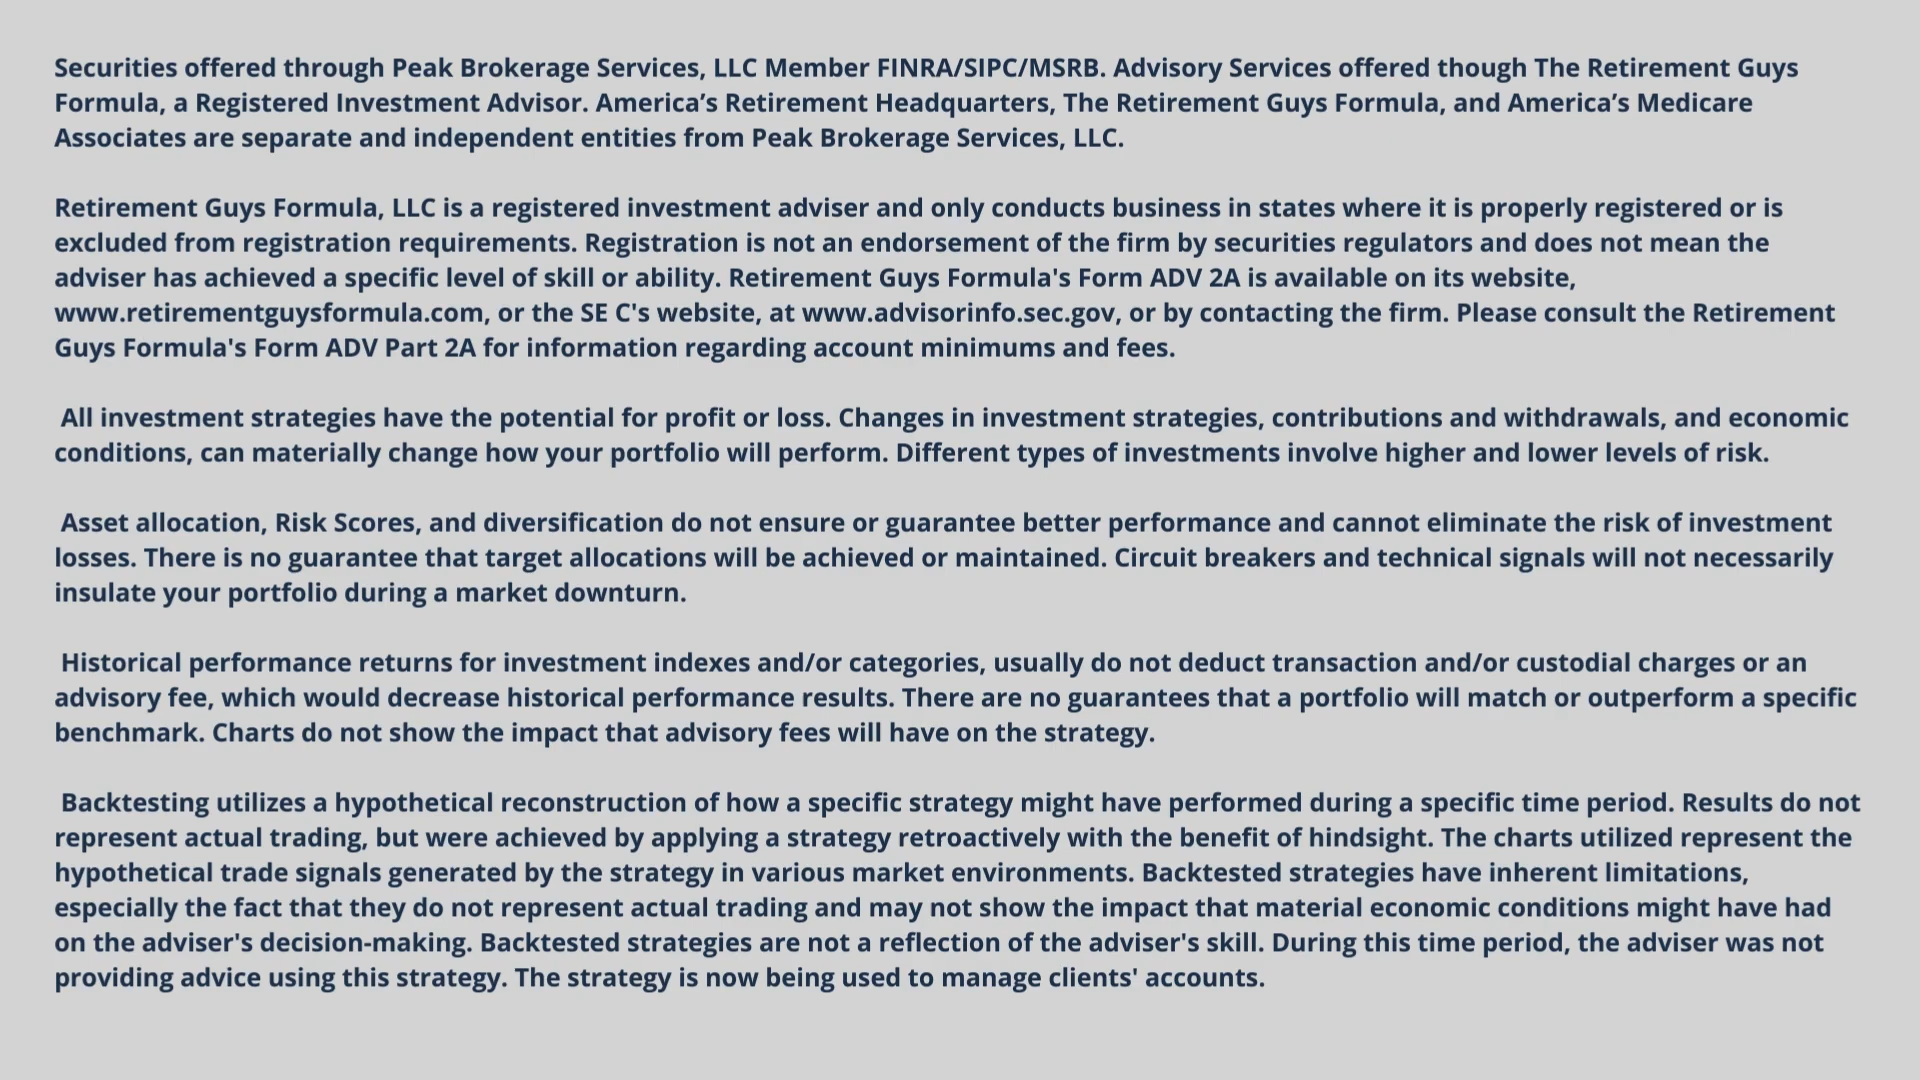 Securities offered through Peak Brokerage Services, LLC Member FINRA/SIPC/MSRB. Advisory Services offered though The Retirement Guys
Formula, a Registered Investment Advisor. America’s Retirement Headquarters, The Retirement Guys Formula, and America’s Medicare
Associates are separate and independent entities from Peak Brokerage Services, LLC.
Retirement Guys Formula, LLC is a registered investment adviser and only conducts business in states where it is properly registered or is
excluded from registration requirements. Registration is not an endorsement of the firm by securities regulators and does not mean the
adviser has achieved a specific level of skill or ability. Retirement Guys Formula's Form ADV 2A is available on its website,
www.retirementguysformula.com, or the SE C's website, at www.advisorinfo.sec.gov, or by contacting the firm. Please consult the Retirement
Guys Formula's Form ADV Part 2A for information regarding account minimums and fees.
All investment strategies have the potential for profit or loss. Changes in investment strategies, contributions and withdrawals, and economic
conditions, can materially change how your portfolio will perform. Different types of investments involve higher and lower levels of risk.
Asset allocation, Risk Scores, and diversification do not ensure or guarantee better performance and cannot eliminate the risk of investment
losses. There is no guarantee that target allocations will be achieved or maintained. Circuit breakers and technical signals will not necessarily
insulate your portfolio during a market downturn.
Historical performance returns for investment indexes and/or categories, usually do not deduct transaction and/or custodial charges or an
advisory fee, which would decrease historical performance results. There are no guarantees that a portfolio will match or outperform a specific
benchmark. Charts do not show the impact that advisory fees will have on the strategy.
Backtesting utilizes a hypothetical reconstruction of how a specific strategy might have performed during a specific time period. Results do not
represent actual trading, but were achieved by applying a strategy retroactively with the benefit of hindsight. The charts utilized represent the
hypothetical trade signals generated by the strategy in various market environments. Backtested strategies have inherent limitations,
especially the fact that they do not represent actual trading and may not show the impact that material economic conditions might have had
on the adviser's decision-making. Backtested strategies are not a reflection of the adviser's skill. During this time period, the adviser was not
providing advice using this strategy. The strategy is now being used to manage clients' accounts.